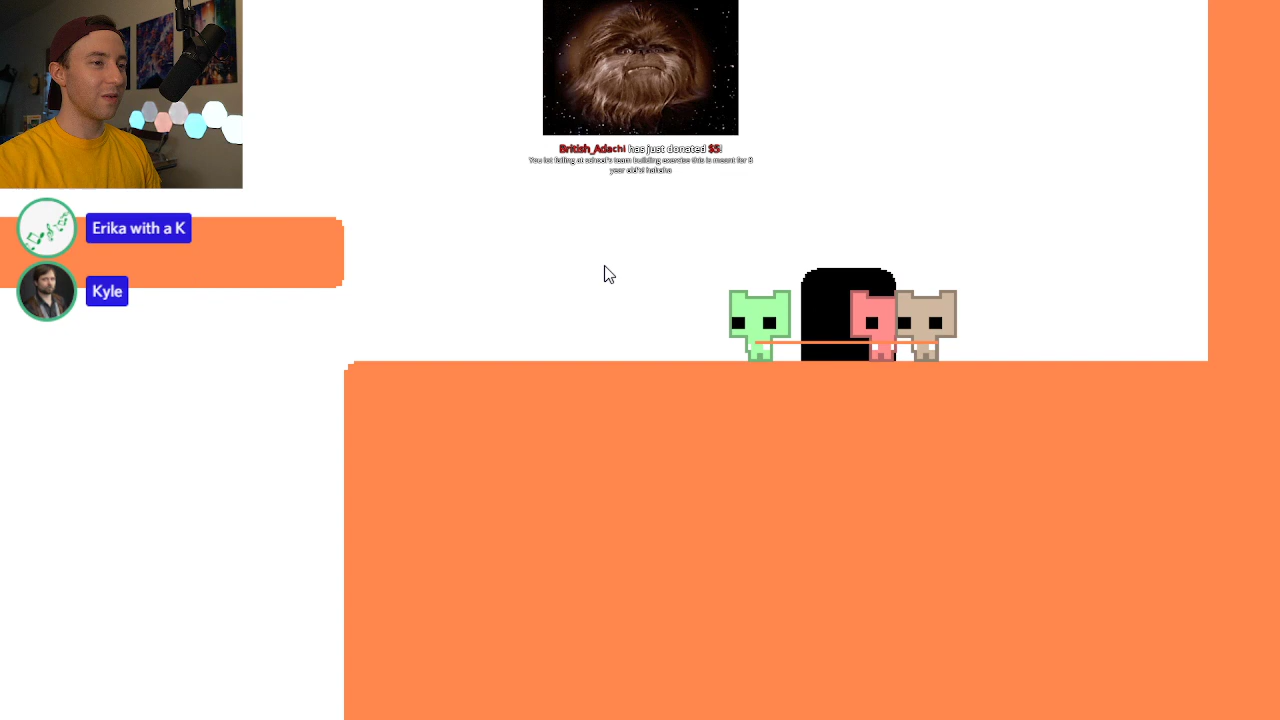 British_Adachi has just donated $5!
You lot failing at school's team building exercise this is meant for 8
year old's! hahaha
Erika with a K
Kyle